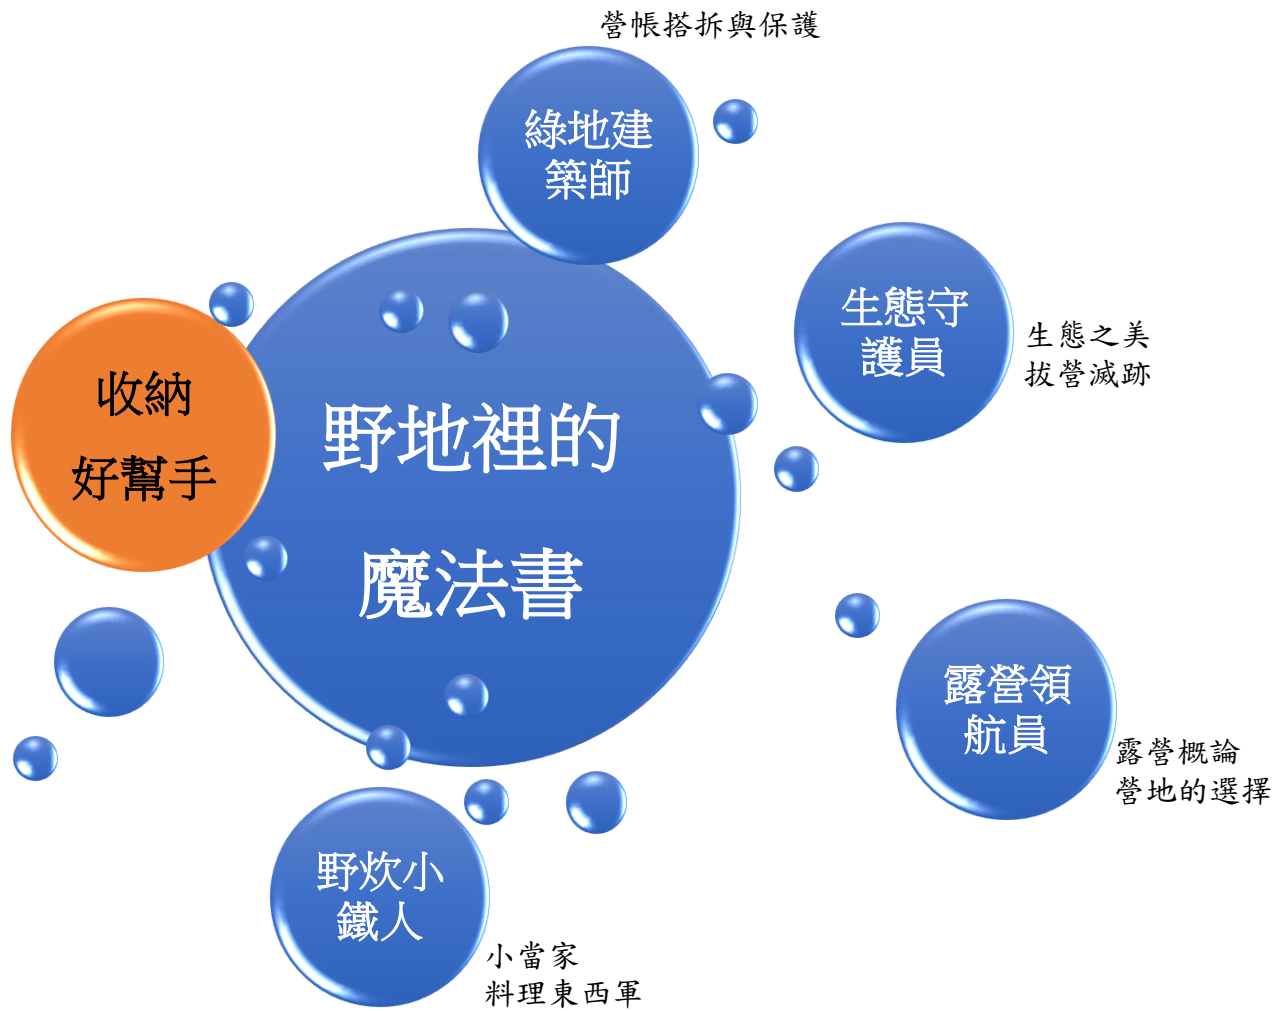 營帳搭拆與保護
綠地建
築師
生態守
護員
生態之美
拔營滅跡
收納
好幫手
野地裡的
魔法書
露營領
航員
露營概論
營地的選擇
野炊小
鐵人
小當家
料理東西軍